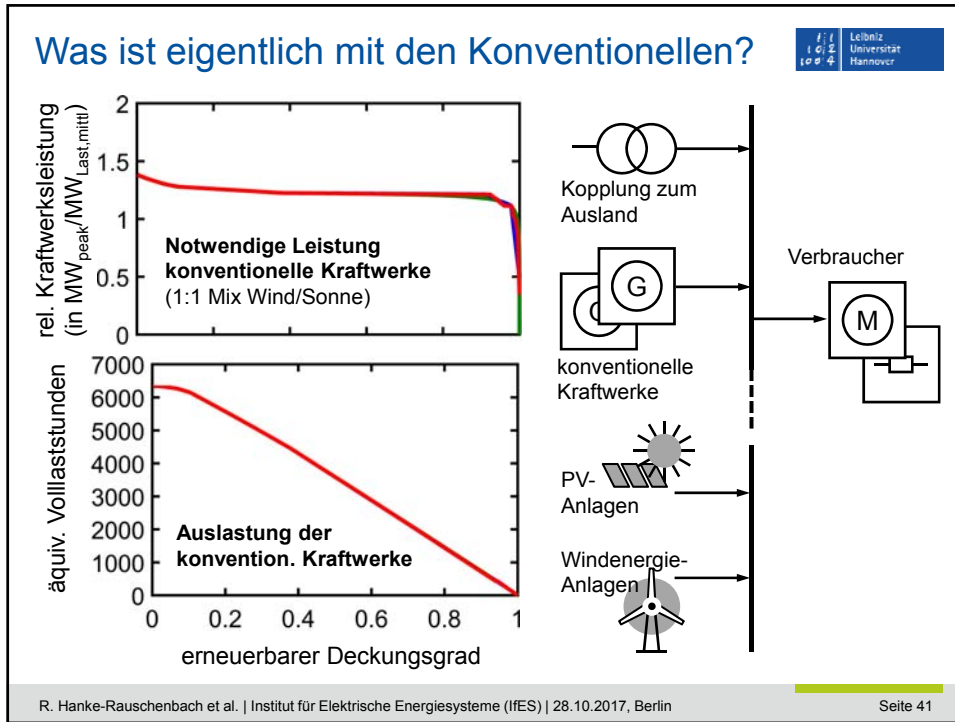 Was ist eigentlich mit den Konventionellen?
Leibniz
Universität
Hannover
rel. Kraftwerksleistung
(in MWpeak/MWLast,mittl)
2
1.5
1
0.5
0
Notwendige Leistung
konventionelle Kraftwerke
(1:1 Mix Wind/Sonne)
äquiv. Volllaststunden
7000
6000
5000
4000
3000
2000
1000
0
Auslastung der
konvention. Kraftwerke
0 0.2 0.4 0.6 0.8 1
erneuerbarer Deckungsgrad
Kopplung zum
Ausland
G
konventionelle
Kraftwerke
Verbraucher
M
PV-
Anlagen
Windenergie-
Anlagen
R. Hanke-Rauschenbach et al. | Institut für Elektrische Energiesysteme (IfES) | 28.10.2017, Berlin
Seite 41